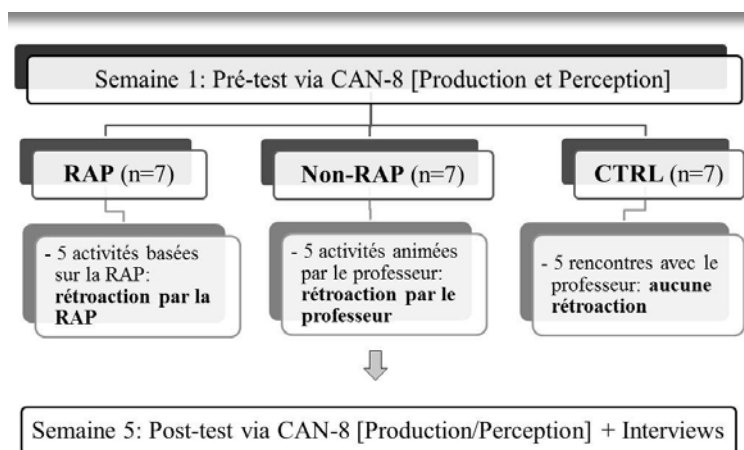 Semaine 1: Pré-test via CAN-8 [Production et Perception]
RAP (n=7)
Non-RAP (n=7)
CTRL (n=7)
- 5 activités basées
sur la RAP:
rétroaction par la
RAP
- 5 activités animées
par le professeur:
rétroaction par le
professeur
- 5 rencontres avec le
professeur: aucune
rétroaction
Semaine 5: Post-test via CAN-8 [Production/Perception] + Interviews